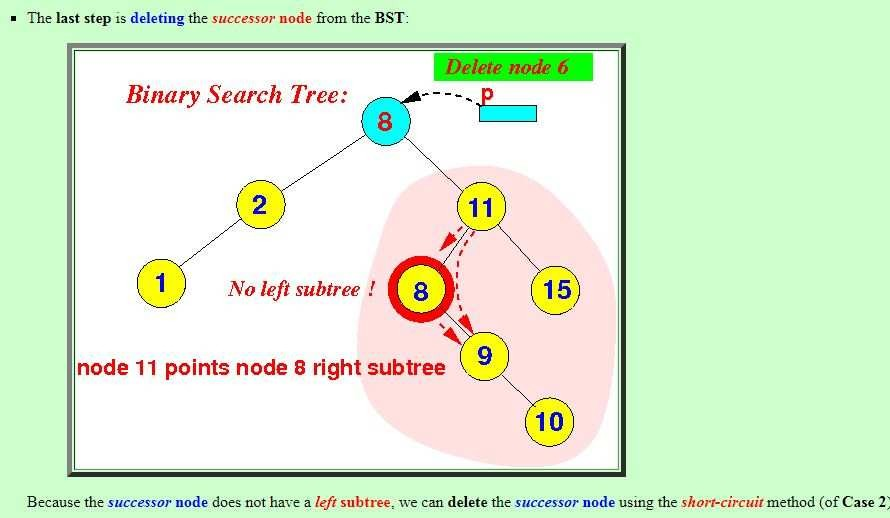 The last step is deleting the successor node from the BST:
Delete node 6
Binary Search Tree:
p
8
2
11
1
No left subtree !
8
15
9
node 11 points node 8 right subtree
10
Because the successor node does not have a left subtree, we can delete the successor node using the short-circuit method (of Case 2)